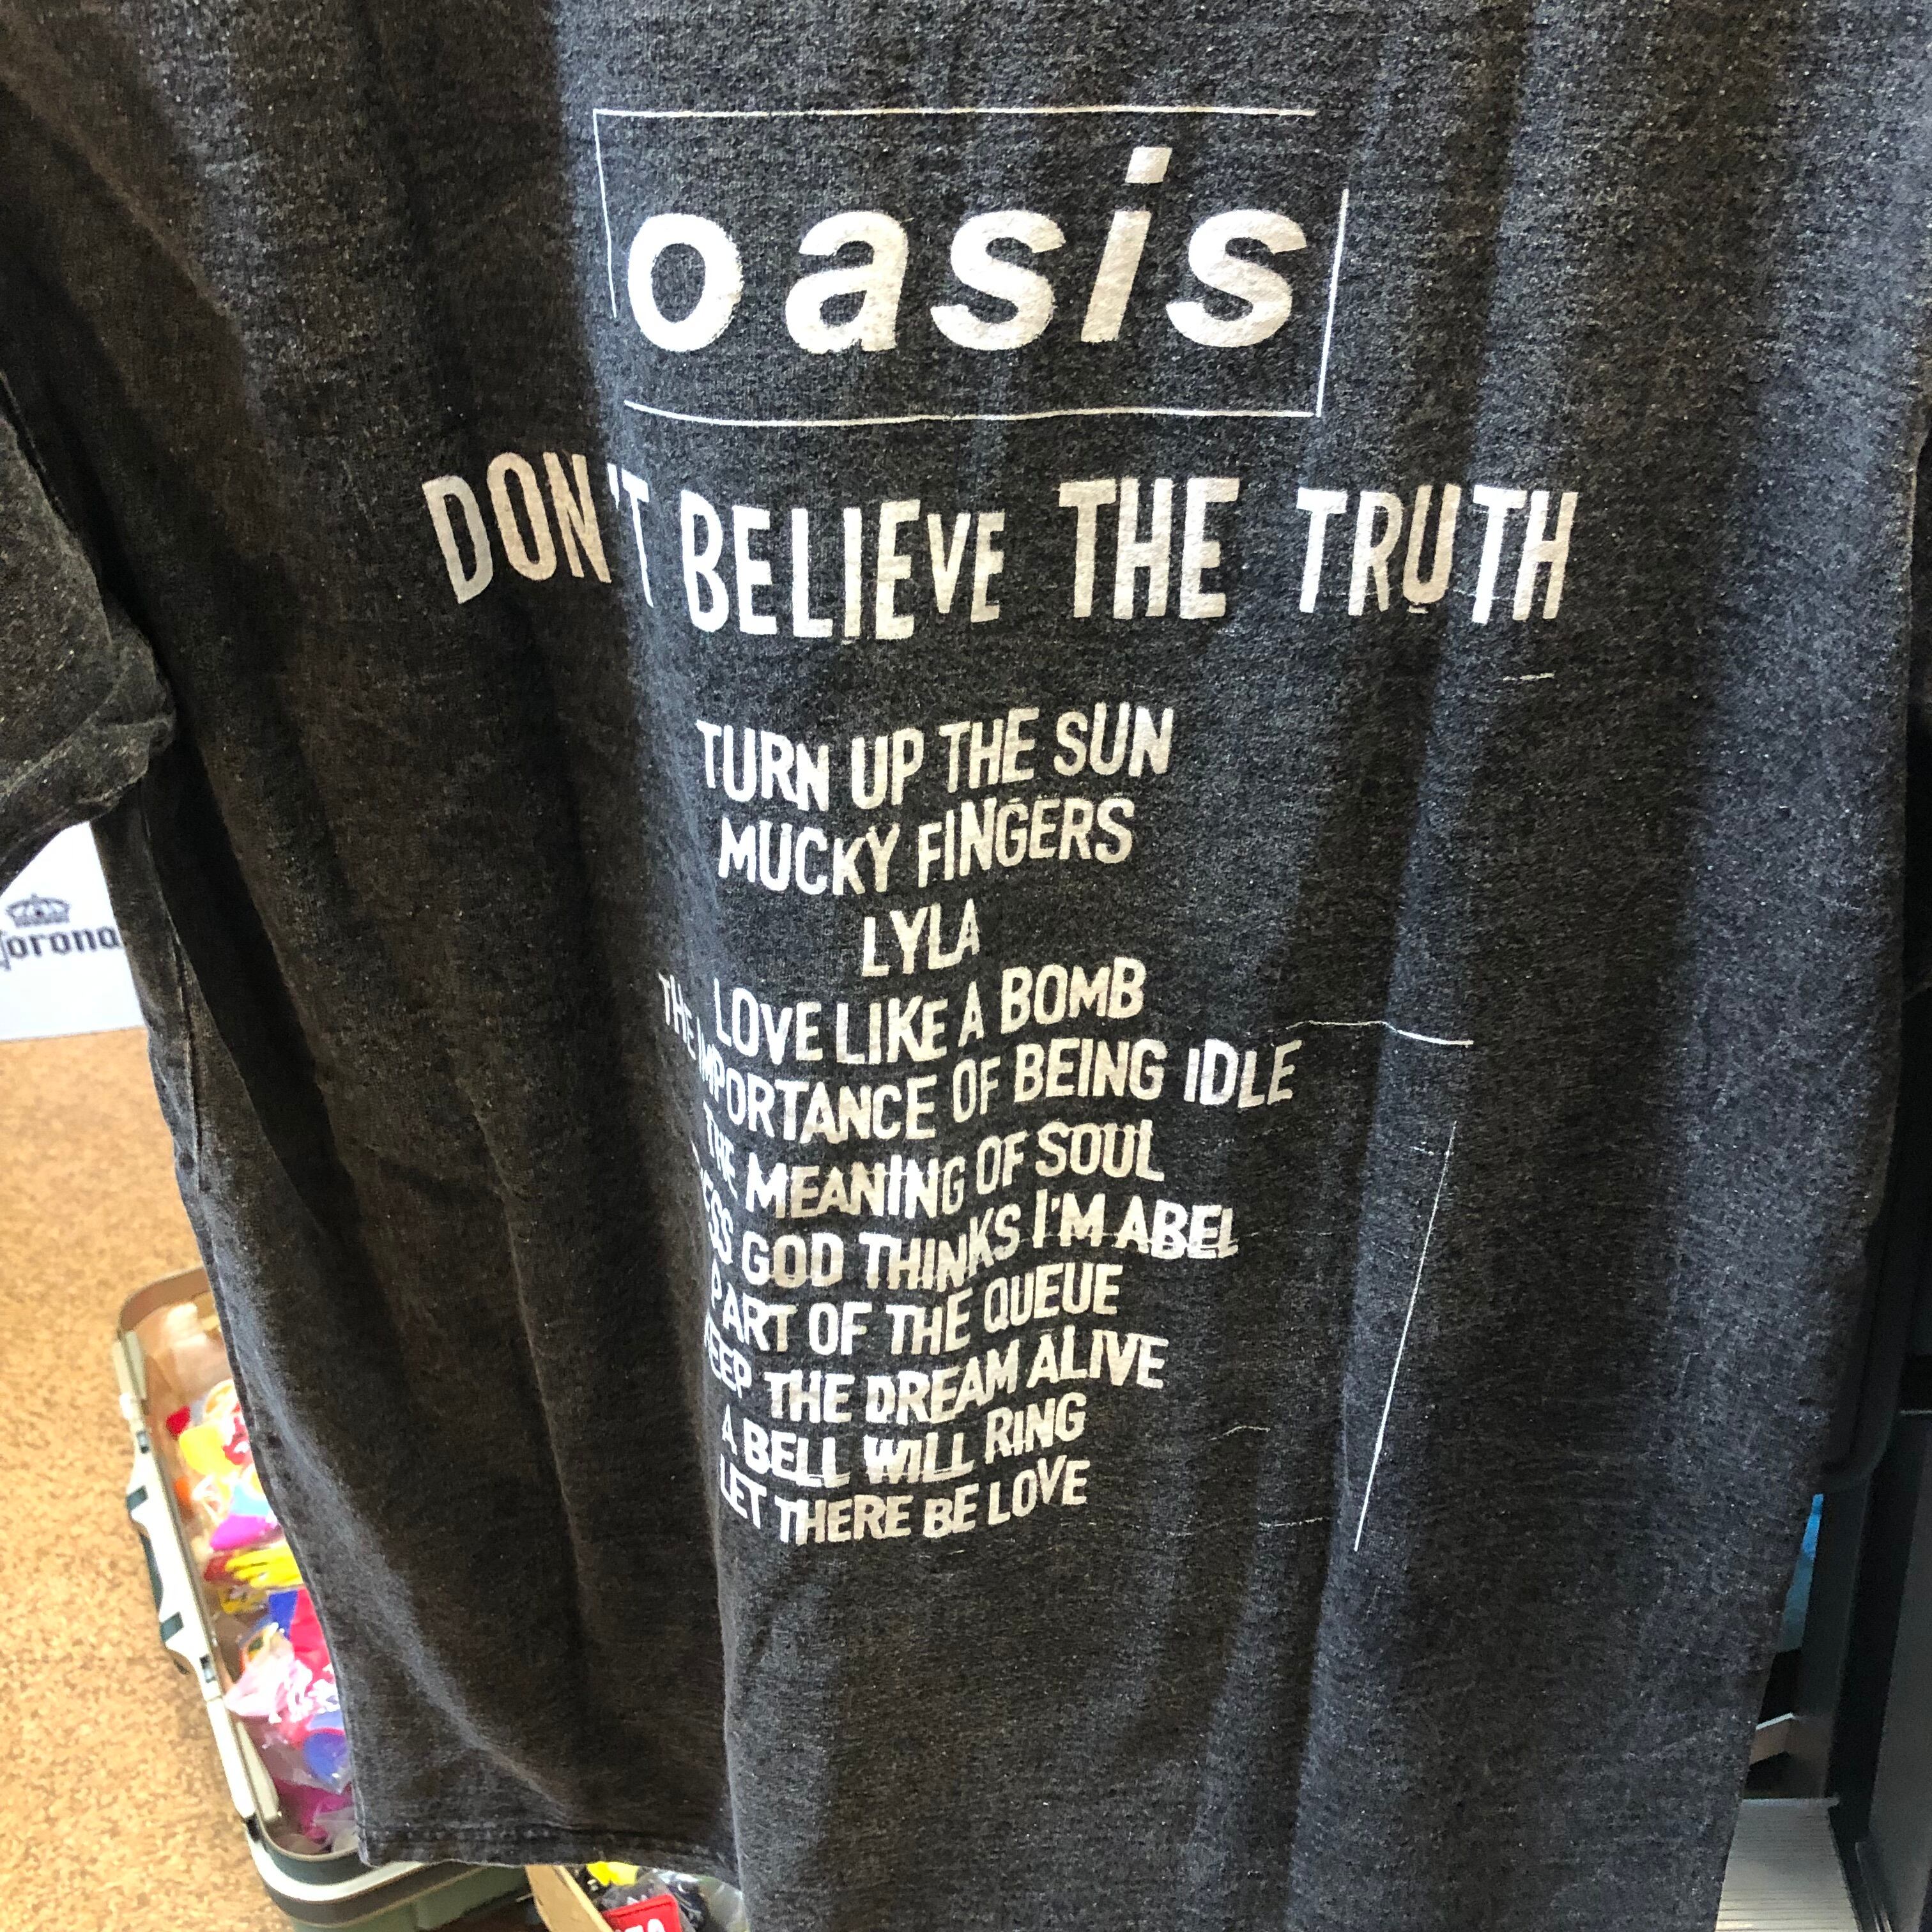 oasis
DON'T BELIEVE THE TRUTH
TURN UP THE SUN
MUCKY FINGERS
LYLA
LOVE LIKE A BOMB
THE IMPORTANCE OF BEING IDLE
THE MEANING OF SOUL
GOD THINKS I'M ABEL
PART OF THE QUEUE
THE DREAM ALIVE
A BELL WILL RING
LET THERE BE LOVE
Corona